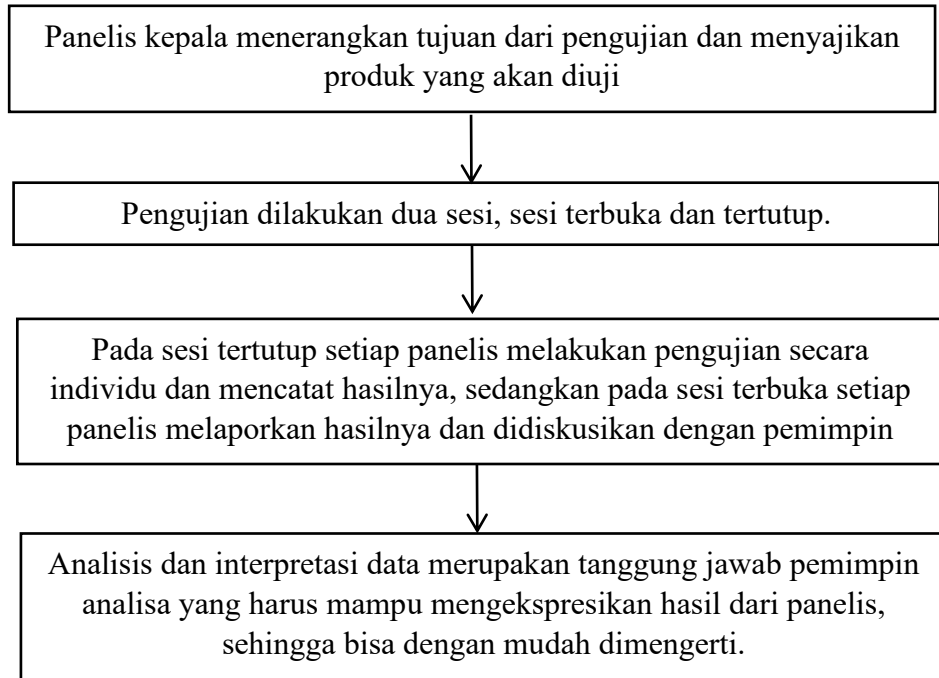 Panelis kepala menerangkan tujuan dari pengujian dan menyajikan
produk yang akan diuji
Pengujian dilakukan dua sesi, sesi terbuka dan tertutup.
Pada sesi tertutup setiap panelis melakukan pengujian secara
individu dan mencatat hasilnya, sedangkan pada sesi terbuka setiap
panelis melaporkan hasilnya dan didiskusikan dengan pemimpin
Analisis dan interpretasi data merupakan tanggung jawab pemimpin
analisa yang harus mampu mengekspresikan hasil dari panelis,
sehingga bisa dengan mudah dimengerti.